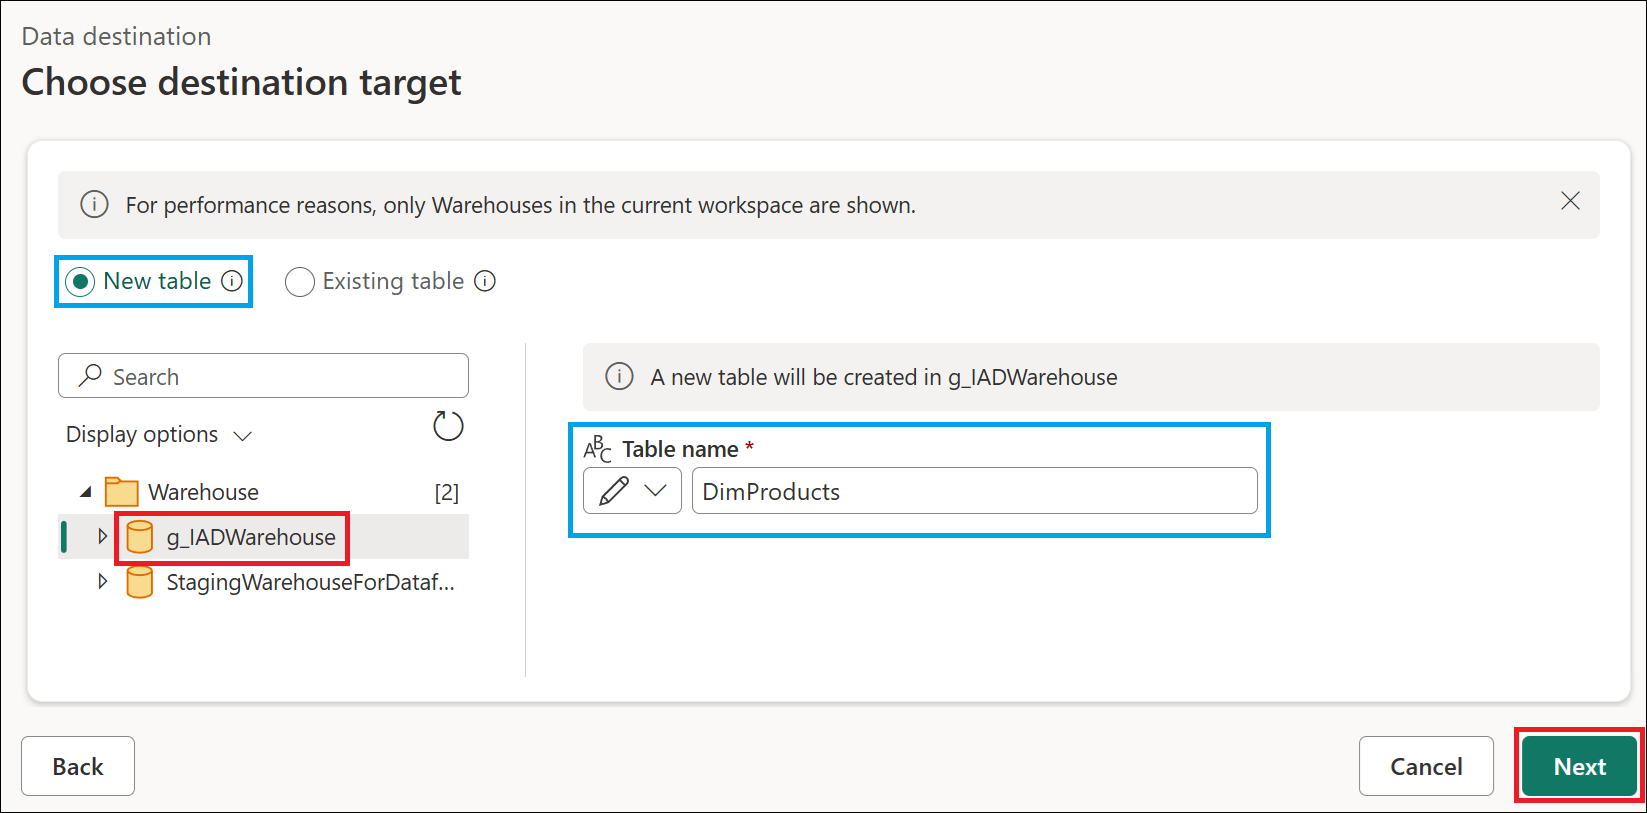 Data destination
Choose destination target
For performance reasons, only Warehouses in the current workspace are shown.
New table
Existing table
Search
Display options
Warehouse [2]
g_IADWarehouse
StagingWarehouseForDataf...
A new table will be created in g_IADWarehouse
ABC Table name *
DimProducts
Back
Cancel
Next